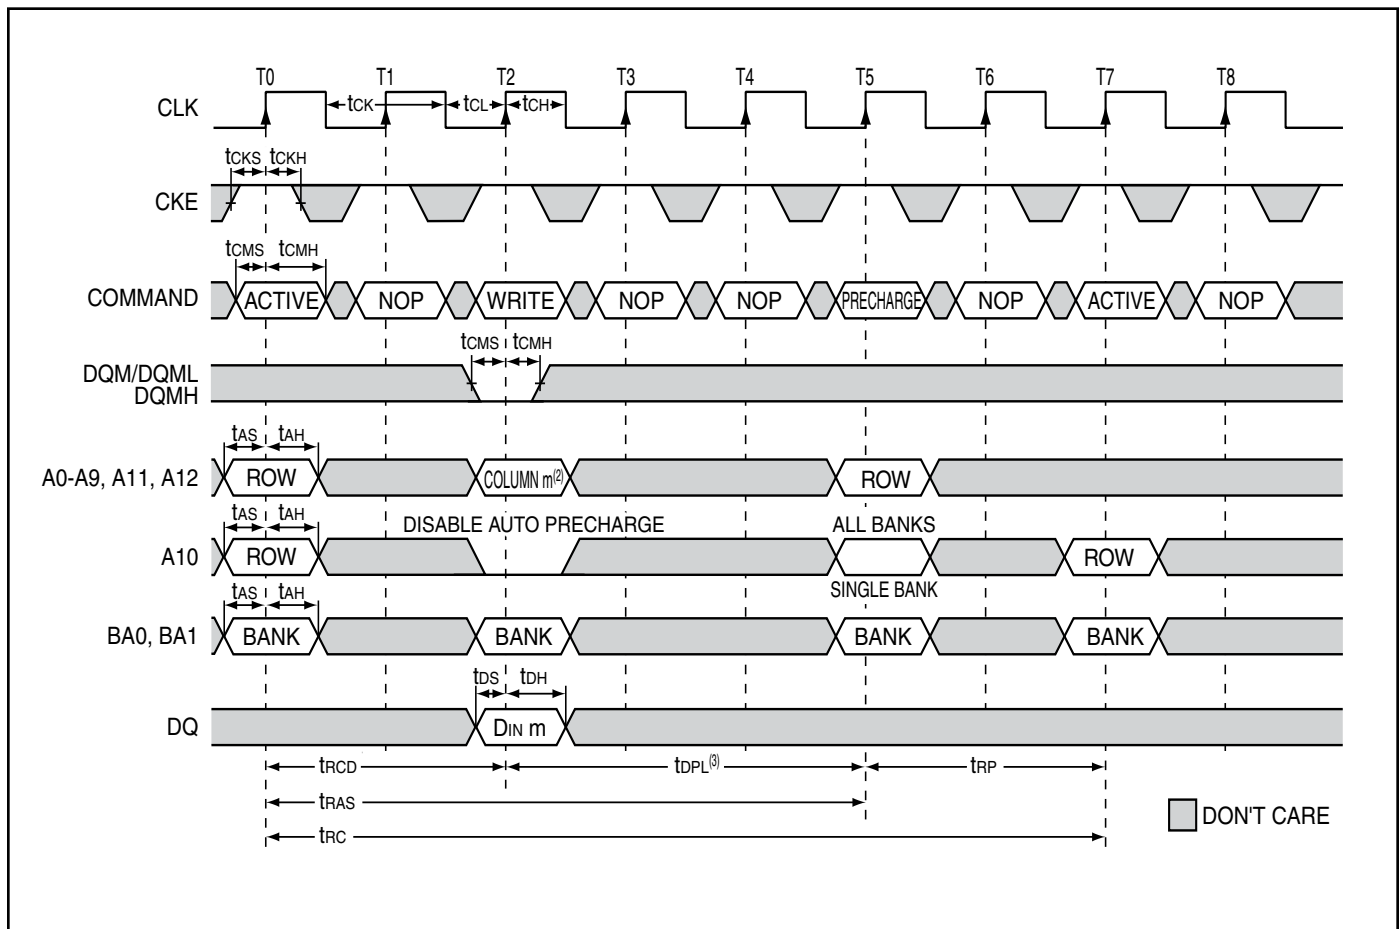 T0 T1 T2 T3 T4 T5 T6 T7 T8
CLK tCK tCL tCH
tCKS tCKH
CKE
tCMS tCMH
COMMAND ACTIVE NOP WRITE NOP NOP PRECHARGE NOP ACTIVE NOP
tCMS tCMH
DQM/DQML
DQMH
tAS tAH
A0-A9, A11, A12 ROW COLUMN m(2) ROW
tAS tAH DISABLE AUTO PRECHARGE ALL BANKS
A10 ROW ROW
tAS tAH SINGLE BANK
BA0, BA1 BANK BANK BANK BANK
tDS tDH
DQ DIN m
tRCD tDPL(3) tRP
tRAS
tRC
DON'T CARE